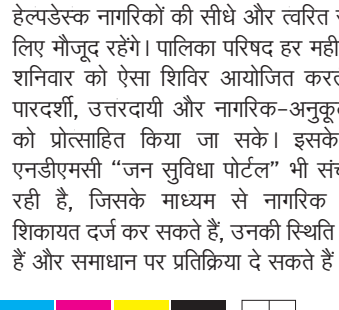 हेल्पडेस्क नागरिकों की सीधे और त्वरित
लिए मौजूद रहेंगे। पालिका परिषद हर मही
शनिवार को ऐसा शिविर आयोजित करत
पारदर्शी, उत्तरदायी और नागरिक-अनुकू
को प्रोत्साहित किया जा सके। इसके
एनडीएमसी “जन सुविधा पोर्टल” भी संच
रही है, जिसके माध्यम से नागरिक
शिकायत दर्ज कर सकते हैं, उनकी स्थिति
हैं और समाधान पर प्रतिक्रिया दे सकते हैं